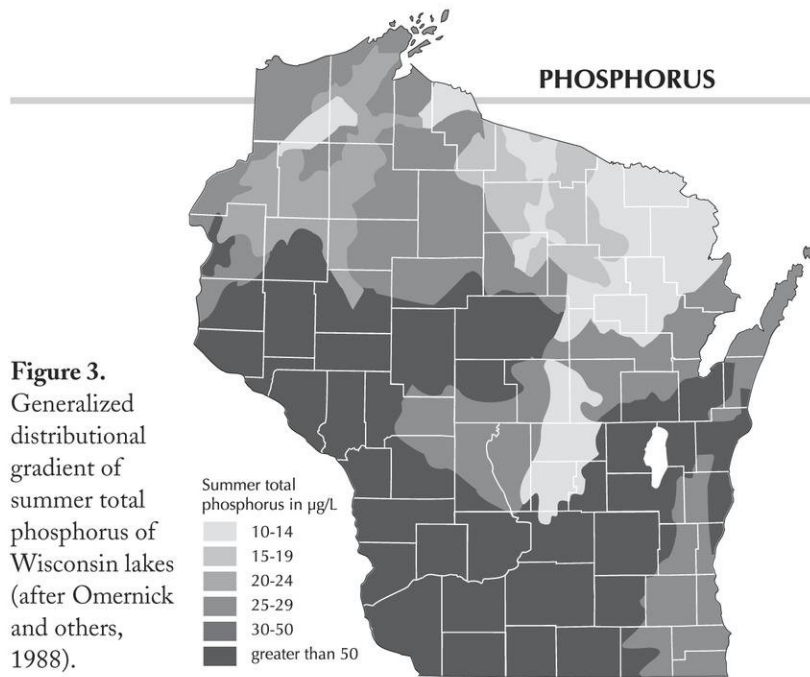 PHOSPHORUS
Figure 3.
Generalized
distributional
gradient of
summer total
phosphorus of
Wisconsin lakes
(after Omernick
and others,
1988).
Summer total
phosphorus in µg/L
10-14
15-19
20-24
25-29
30-50
greater than 50